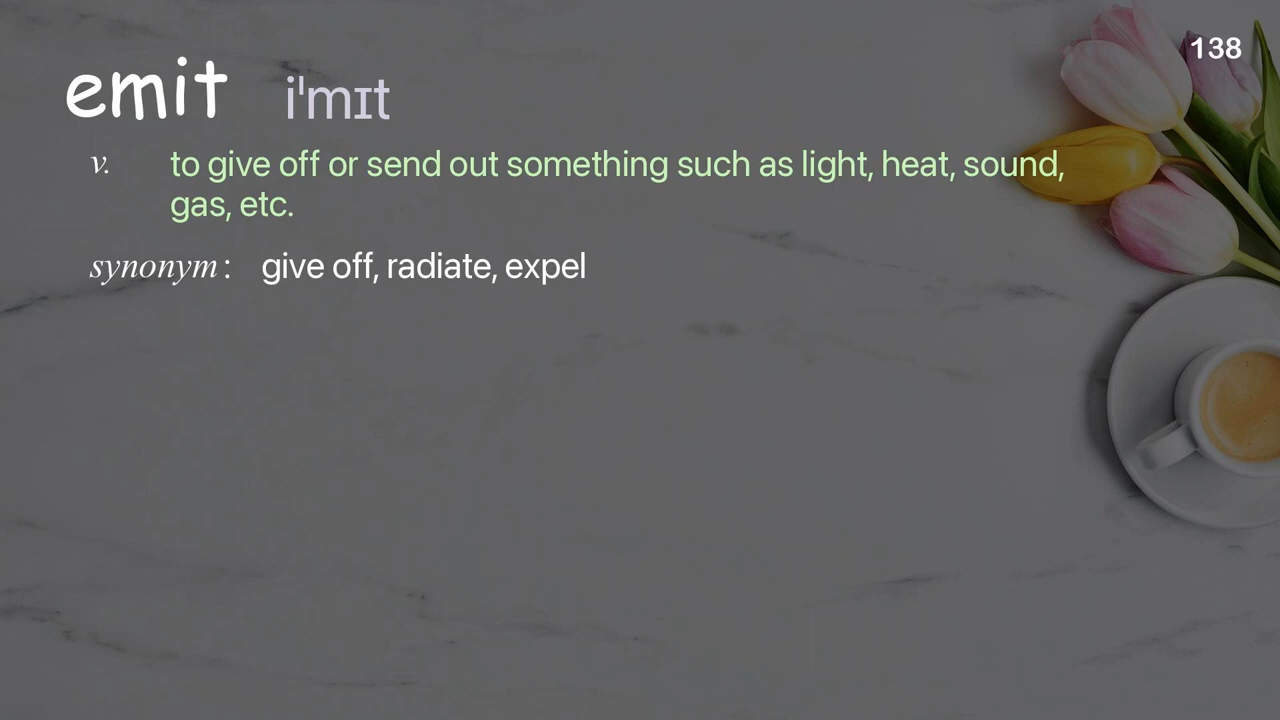 138
emit iˈmɪt
v. to give off or send out something such as light, heat, sound,
gas, etc.
synonym: give off, radiate, expel